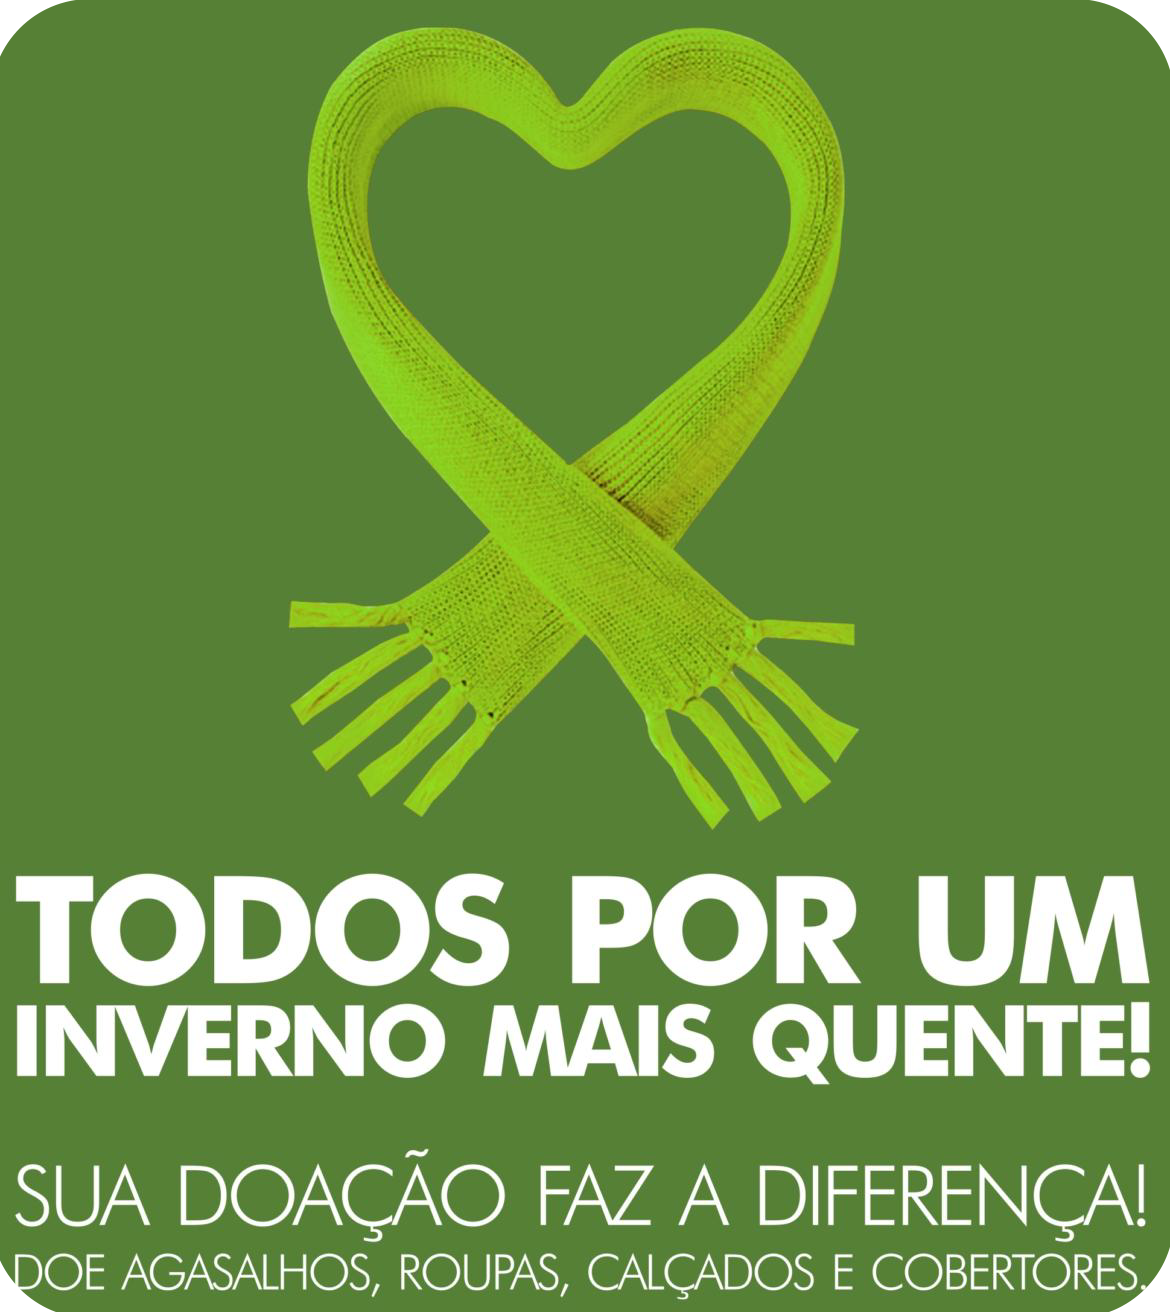 TODOS POR UM
INVERNO MAIS QUENTE!
SUA DOAÇÃO FAZ A DIFERENÇA!
DOE AGASALHOS, ROUPAS, CALÇADOS E COBERTORES.